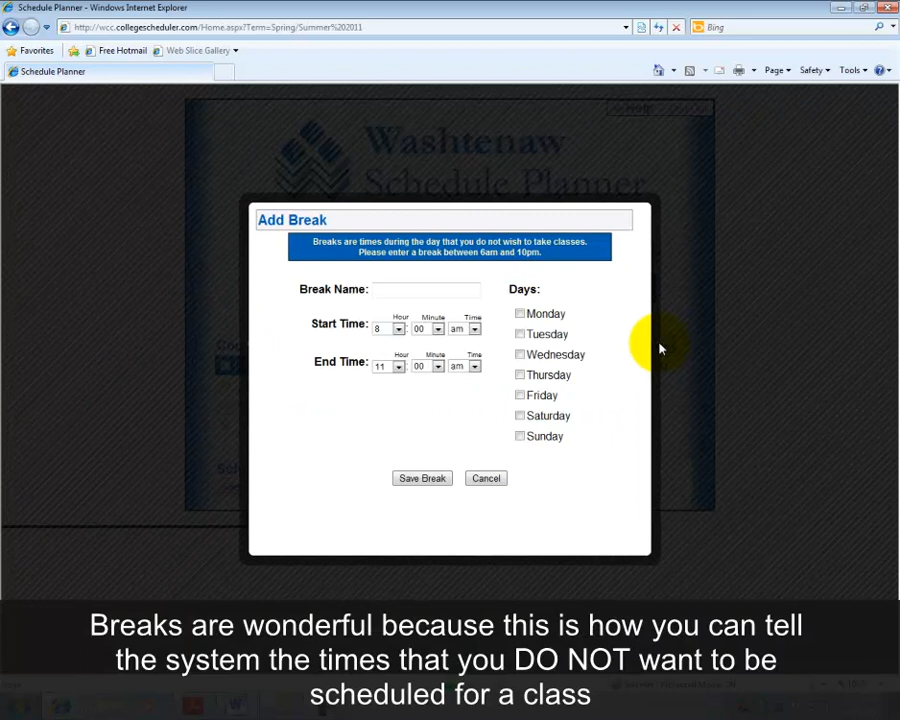 Schedule Planner - Windows Internet Explorer
http://wcc.collegescheduler.com/Home.aspx?Term=Spring/Summer%202011
Bing
Favorites
Free Hotmail
Web Slice Gallery
Schedule Planner
Page
Safety
Tools
Washtenaw
Schedule Planner
Add Break
Breaks are times during the day that you do not wish to take classes.
Please enter a break between 6am and 10pm.
Break Name:
Days:
Hour Minute Time
Start Time: 8 : 00 am
Hour Minute Time
End Time: 11 : 00 am
Monday
Tuesday
Wednesday
Thursday
Friday
Saturday
Sunday
Save Break
Cancel
Breaks are wonderful because this is how you can tell
the system the times that you DO NOT want to be
scheduled for a class